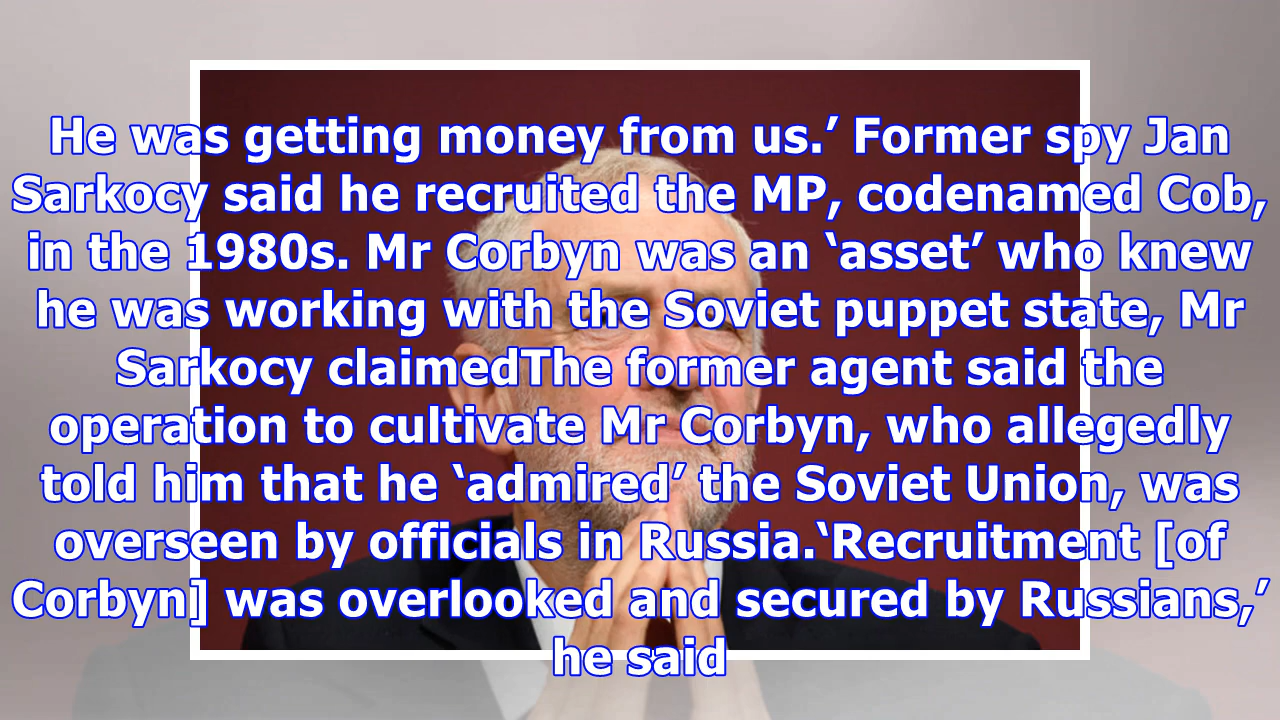 He was getting money from us.’ Former spy Jan
Sarkocy said he recruited the MP, codenamed Cob,
in the 1980s. Mr Corbyn was an ‘asset’ who knew
he was working with the Soviet puppet state, Mr
Sarkocy claimedThe former agent said the
operation to cultivate Mr Corbyn, who allegedly
told him that he ‘admired’ the Soviet Union, was
overseen by officials in Russia.‘Recruitment [of
Corbyn] was overlooked and secured by Russians,’
he said